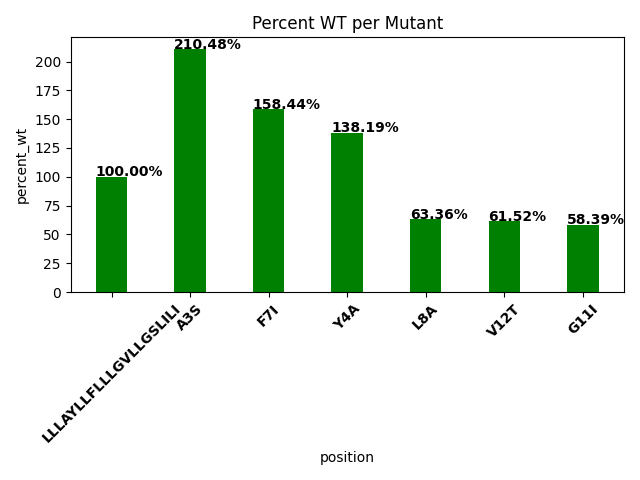 Percent WT per Mutant
percent_wt
200
175
150
125
100
75
50
25
0
100.00%
210.48%
158.44%
138.19%
63.36%
61.52%
58.39%
LLLAYLLFLLLGVLLGSLILI
A3S
F7I
Y4A
L8A
V12T
G11I
position